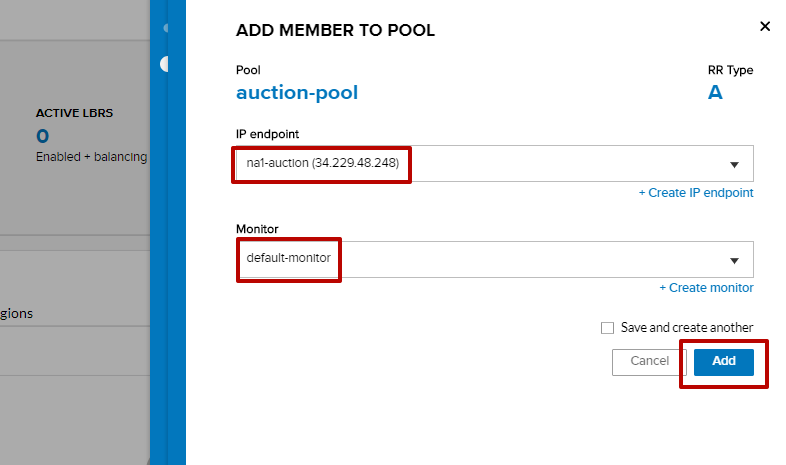 ADD MEMBER TO POOL
Pool
RR Type
auction-pool
A
ACTIVE LBRS
0
Enabled + balancing
IP endpoint
na1-auction (34.229.48.248)
+ Create IP endpoint
Monitor
default-monitor
+ Create monitor
gions
Save and create another
Cancel
Add